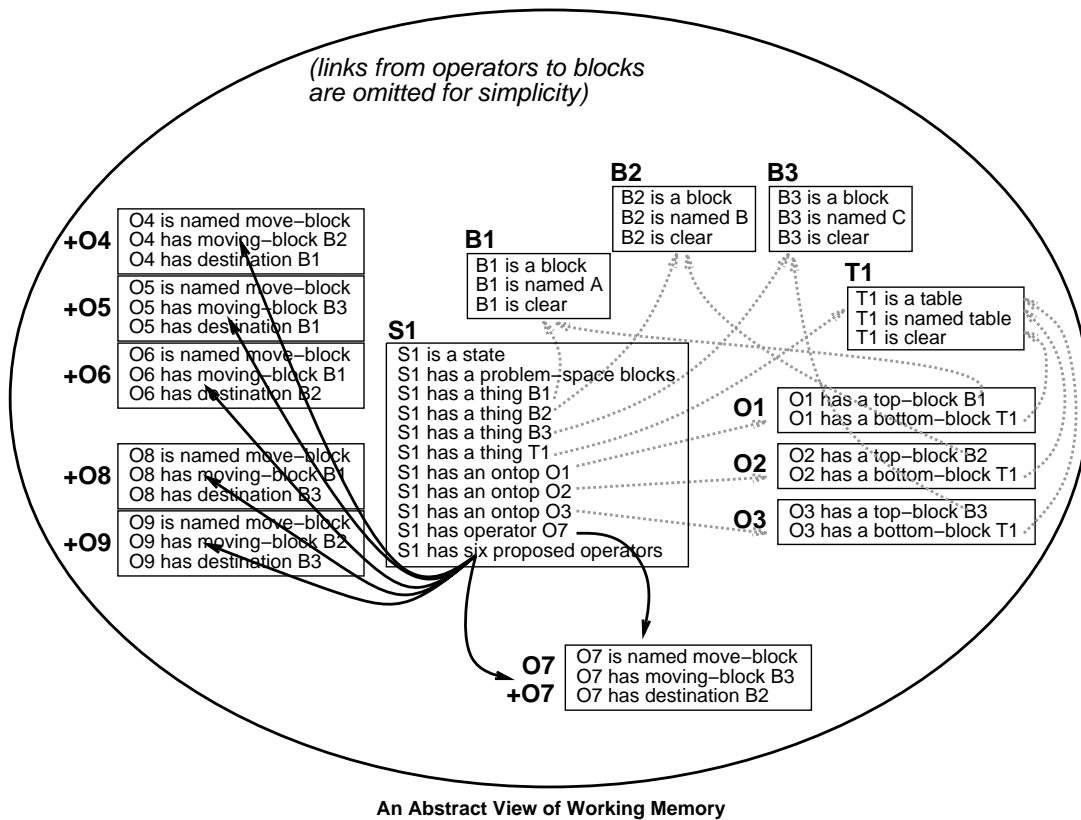 (links from operators to blocks
are omitted for simplicity)
B2
B2 is a block
B2 is named B
B2 is clear
B3
B3 is a block
B3 is named C
B3 is clear
+O4
O4 is named move−block
O4 has moving−block B2
O4 has destination B1
B1
B1 is a block
B1 is named A
B1 is clear
T1
T1 is a table
T1 is named table
T1 is clear
+O5
O5 is named move−block
O5 has moving−block B3
O5 has destination B1
+O6
O6 is named move−block
O6 has moving−block B1
O6 has destination B2
S1
S1 is a state
S1 has a problem−space blocks
S1 has a thing B1
S1 has a thing B2
S1 has a thing B3
S1 has a thing T1
S1 has an ontop O1
S1 has an ontop O2
S1 has an ontop O3
S1 has operator O7
S1 has six proposed operators
O1
O1 has a top−block B1
O1 has a bottom−block T1
O2
O2 has a top−block B2
O2 has a bottom−block T1
O3
O3 has a top−block B3
O3 has a bottom−block T1
+O8
O8 is named move−block
O8 has moving−block B1
O8 has destination B3
+O9
O9 is named move−block
O9 has moving−block B2
O9 has destination B3
O7
+O7
O7 is named move−block
O7 has moving−block B3
O7 has destination B2
An Abstract View of Working Memory